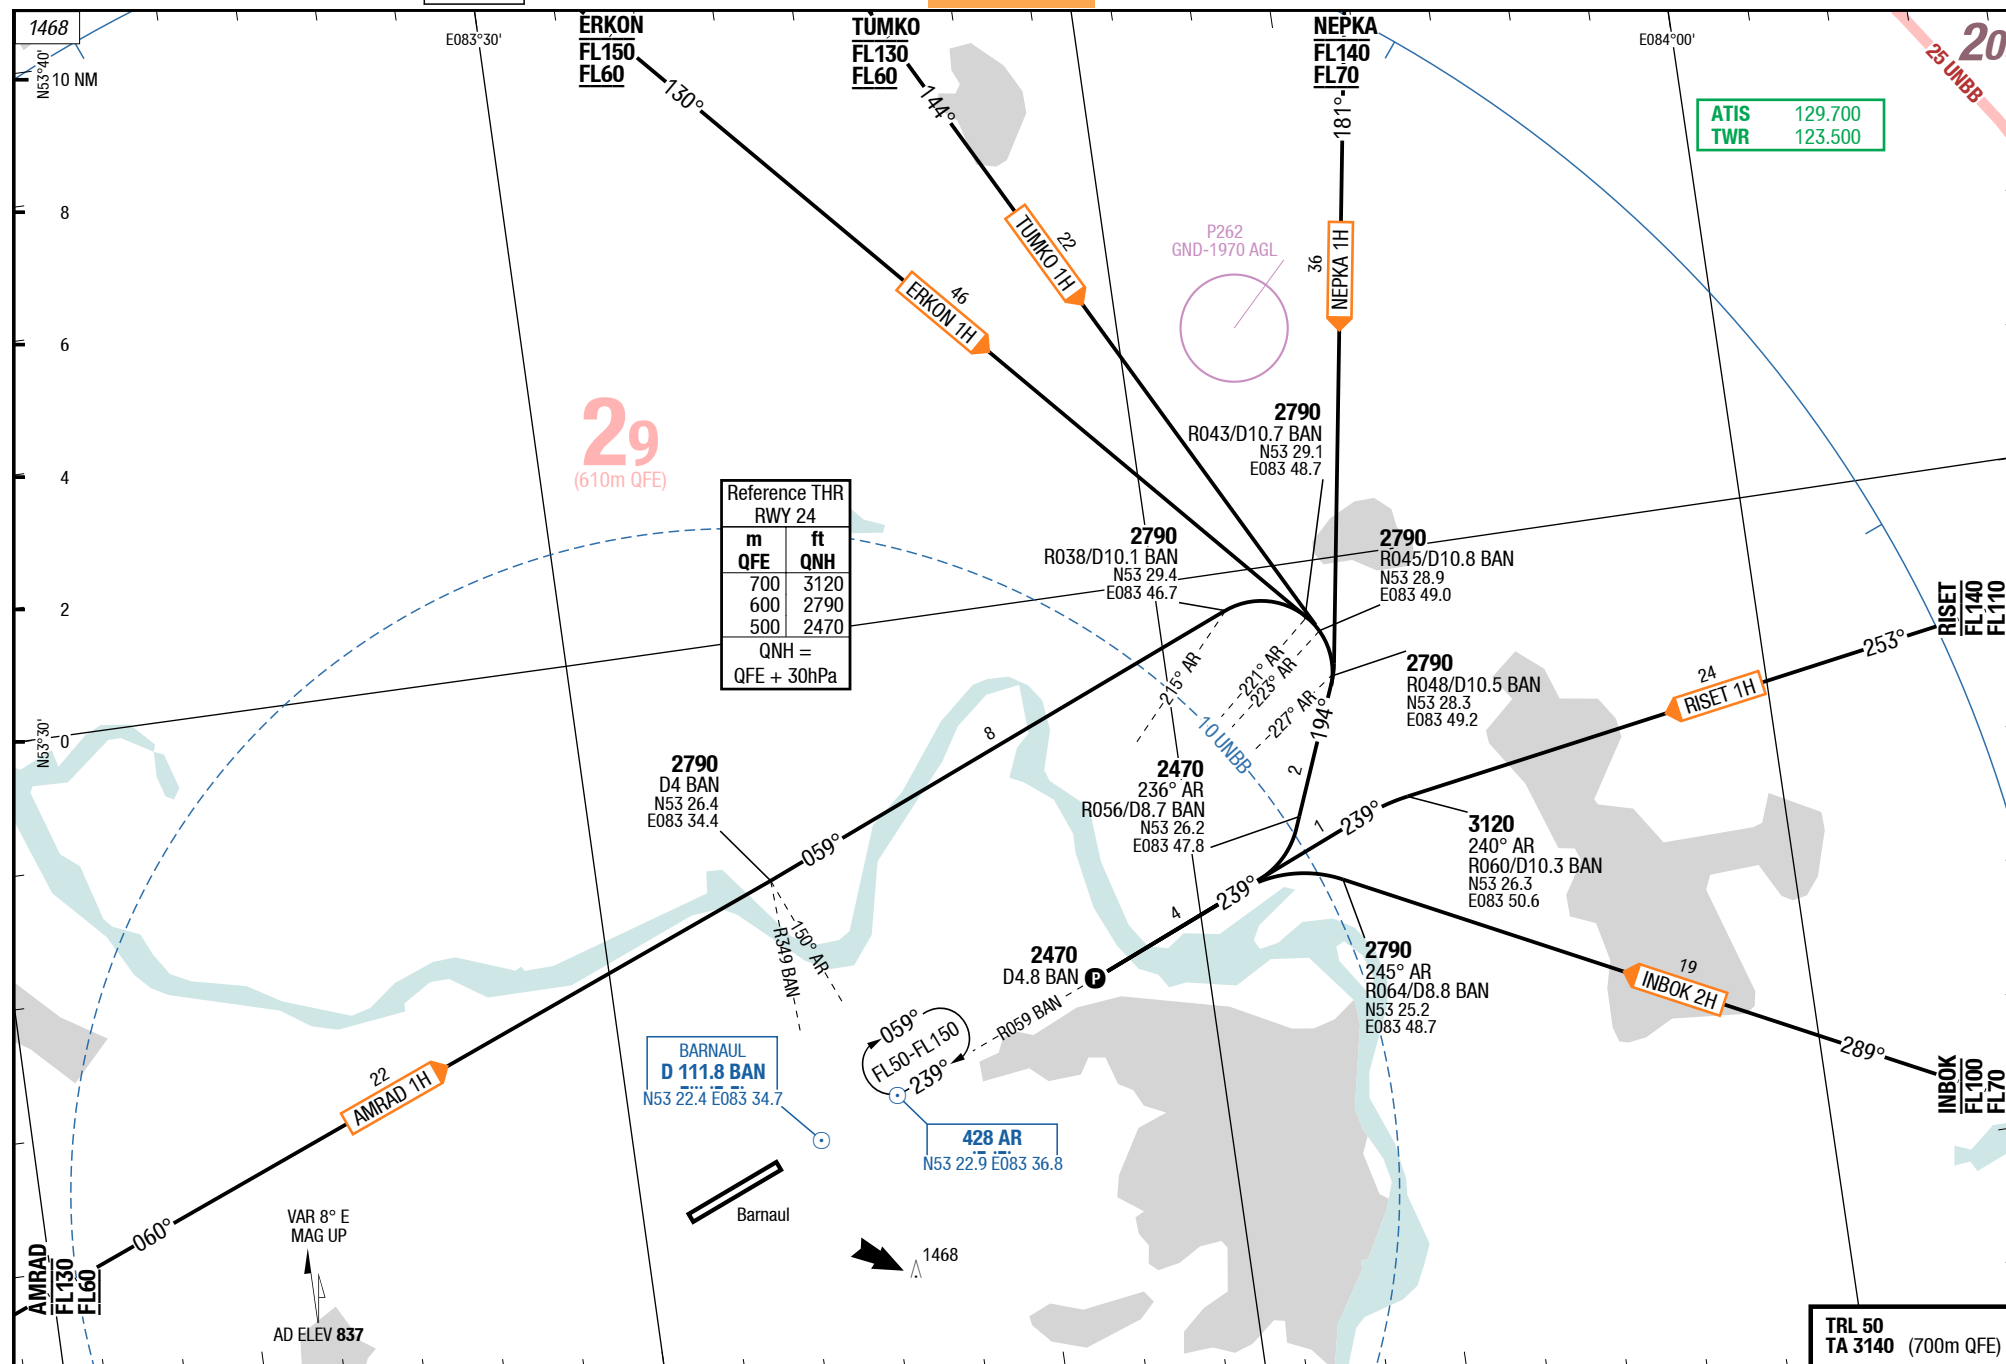 1468
E083°30'
ERKON
FL150
FL60
TUMKO
FL130
FL60
NEPKA
FL140
FL70
E084°00'
20
25 UNBB
N53°40'
10 NM
ATIS 129.700
TWR 123.500
130°
144°
181°
8
P262
GND-1970 AGL
TUMKO 1H
22
NEPKA 1H
36
ERKON 1H
46
6
29
(610m QFE)
4
2790
R043/D10.7 BAN
N53 29.1
E083 48.7
Reference THR
RWY 24
m ft
QFE QNH
700 3120
600 2790
500 2470
QNH =
QFE + 30hPa
2790
R038/D10.1 BAN
N53 29.4
E083 46.7
2790
R045/D10.8 BAN
N53 28.9
E083 49.0
2
RISET
FL140
FL110
253°
24
RISET 1H
215° AR
221° AR
223° AR
227° AR
2790
R048/D10.5 BAN
N53 28.3
E083 49.2
194°
10 UNBB
N53°30'
0
8
2
2790
D4 BAN
N53 26.4
E083 34.4
2470
236° AR
R056/D8.7 BAN
N53 26.2
E083 47.8
059°
1
239°
3120
240° AR
R060/D10.3 BAN
N53 26.3
E083 50.6
239°
4
150° AR
R349 BAN
2470
D4.8 BAN
P
2790
245° AR
R064/D8.8 BAN
N53 25.2
E083 48.7
19
INBOK 2H
289°
INBOK
FL100
FL70
R059 BAN
059°
FL50-FL150
239°
BARNAUL
D 111.8 BAN
N53 22.4 E083 34.7
428 AR
N53 22.9 E083 36.8
22
AMRAD 1H
060°
AMRAD
FL130
FL60
VAR 8° E
MAG UP
AD ELEV 837
Barnaul
1468
TRL 50
TA 3140 (700m QFE)